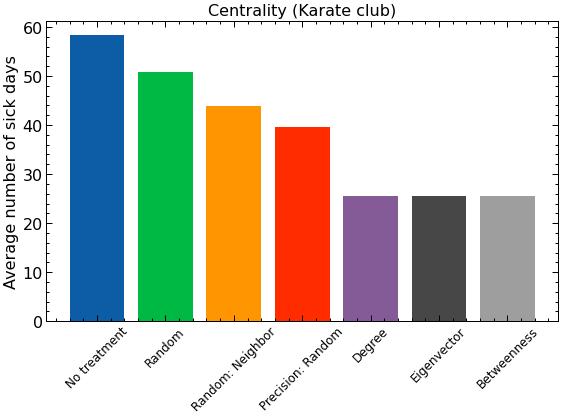 Centrality (Karate club)
Average number of sick days
60
50
40
30
20
10
0
No treatment
Random
Random: Neighbor
Precision: Random
Degree
Eigenvector
Betweenness